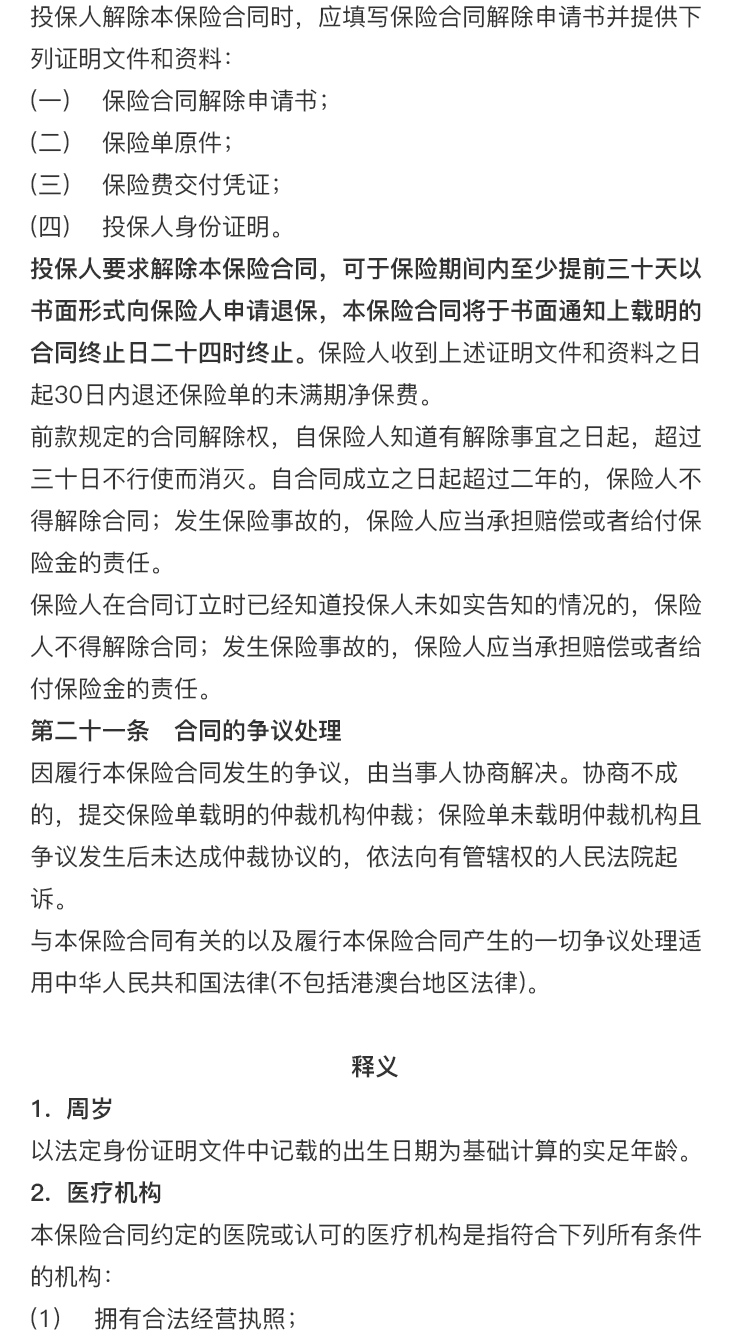 投保人解除本保险合同时，应填写保险合同解除申请书并提供下
列证明文件和资料：
(一) 保险合同解除申请书；
(二) 保险单原件；
(三) 保险费交付凭证；
(四) 投保人身份证明。
投保人要求解除本保险合同，可于保险期间内至少提前三十天以
书面形式向保险人申请退保，本保险合同将于书面通知上载明的
合同终止日二十四时终止。保险人收到上述证明文件和资料之日
起30日内退还保险单的未满期净保费。
前款规定的合同解除权，自保险人知道有解除事宜之日起，超过
三十日不行使而消灭。自合同成立之日起超过二年的，保险人不
得解除合同；发生保险事故的，保险人应当承担赔偿或者给付保
险金的责任。
保险人在合同订立时已经知道投保人未如实告知的情况的，保险
人不得解除合同；发生保险事故的，保险人应当承担赔偿或者给
付保险金的责任。
第二十一条 合同的争议处理
因履行本保险合同发生的争议，由当事人协商解决。协商不成
的，提交保险单载明的仲裁机构仲裁；保险单未载明仲裁机构且
争议发生后未达成仲裁协议的，依法向有管辖权的人民法院起
诉。
与本保险合同有关的以及履行本保险合同产生的一切争议处理适
用中华人民共和国法律(不包括港澳台地区法律)。
释义
1. 周岁
以法定身份证明文件中记载的出生日期为基础计算的实足年龄。
2. 医疗机构
本保险合同约定的医院或认可的医疗机构是指符合下列所有条件
的机构：
(1) 拥有合法经营执照；